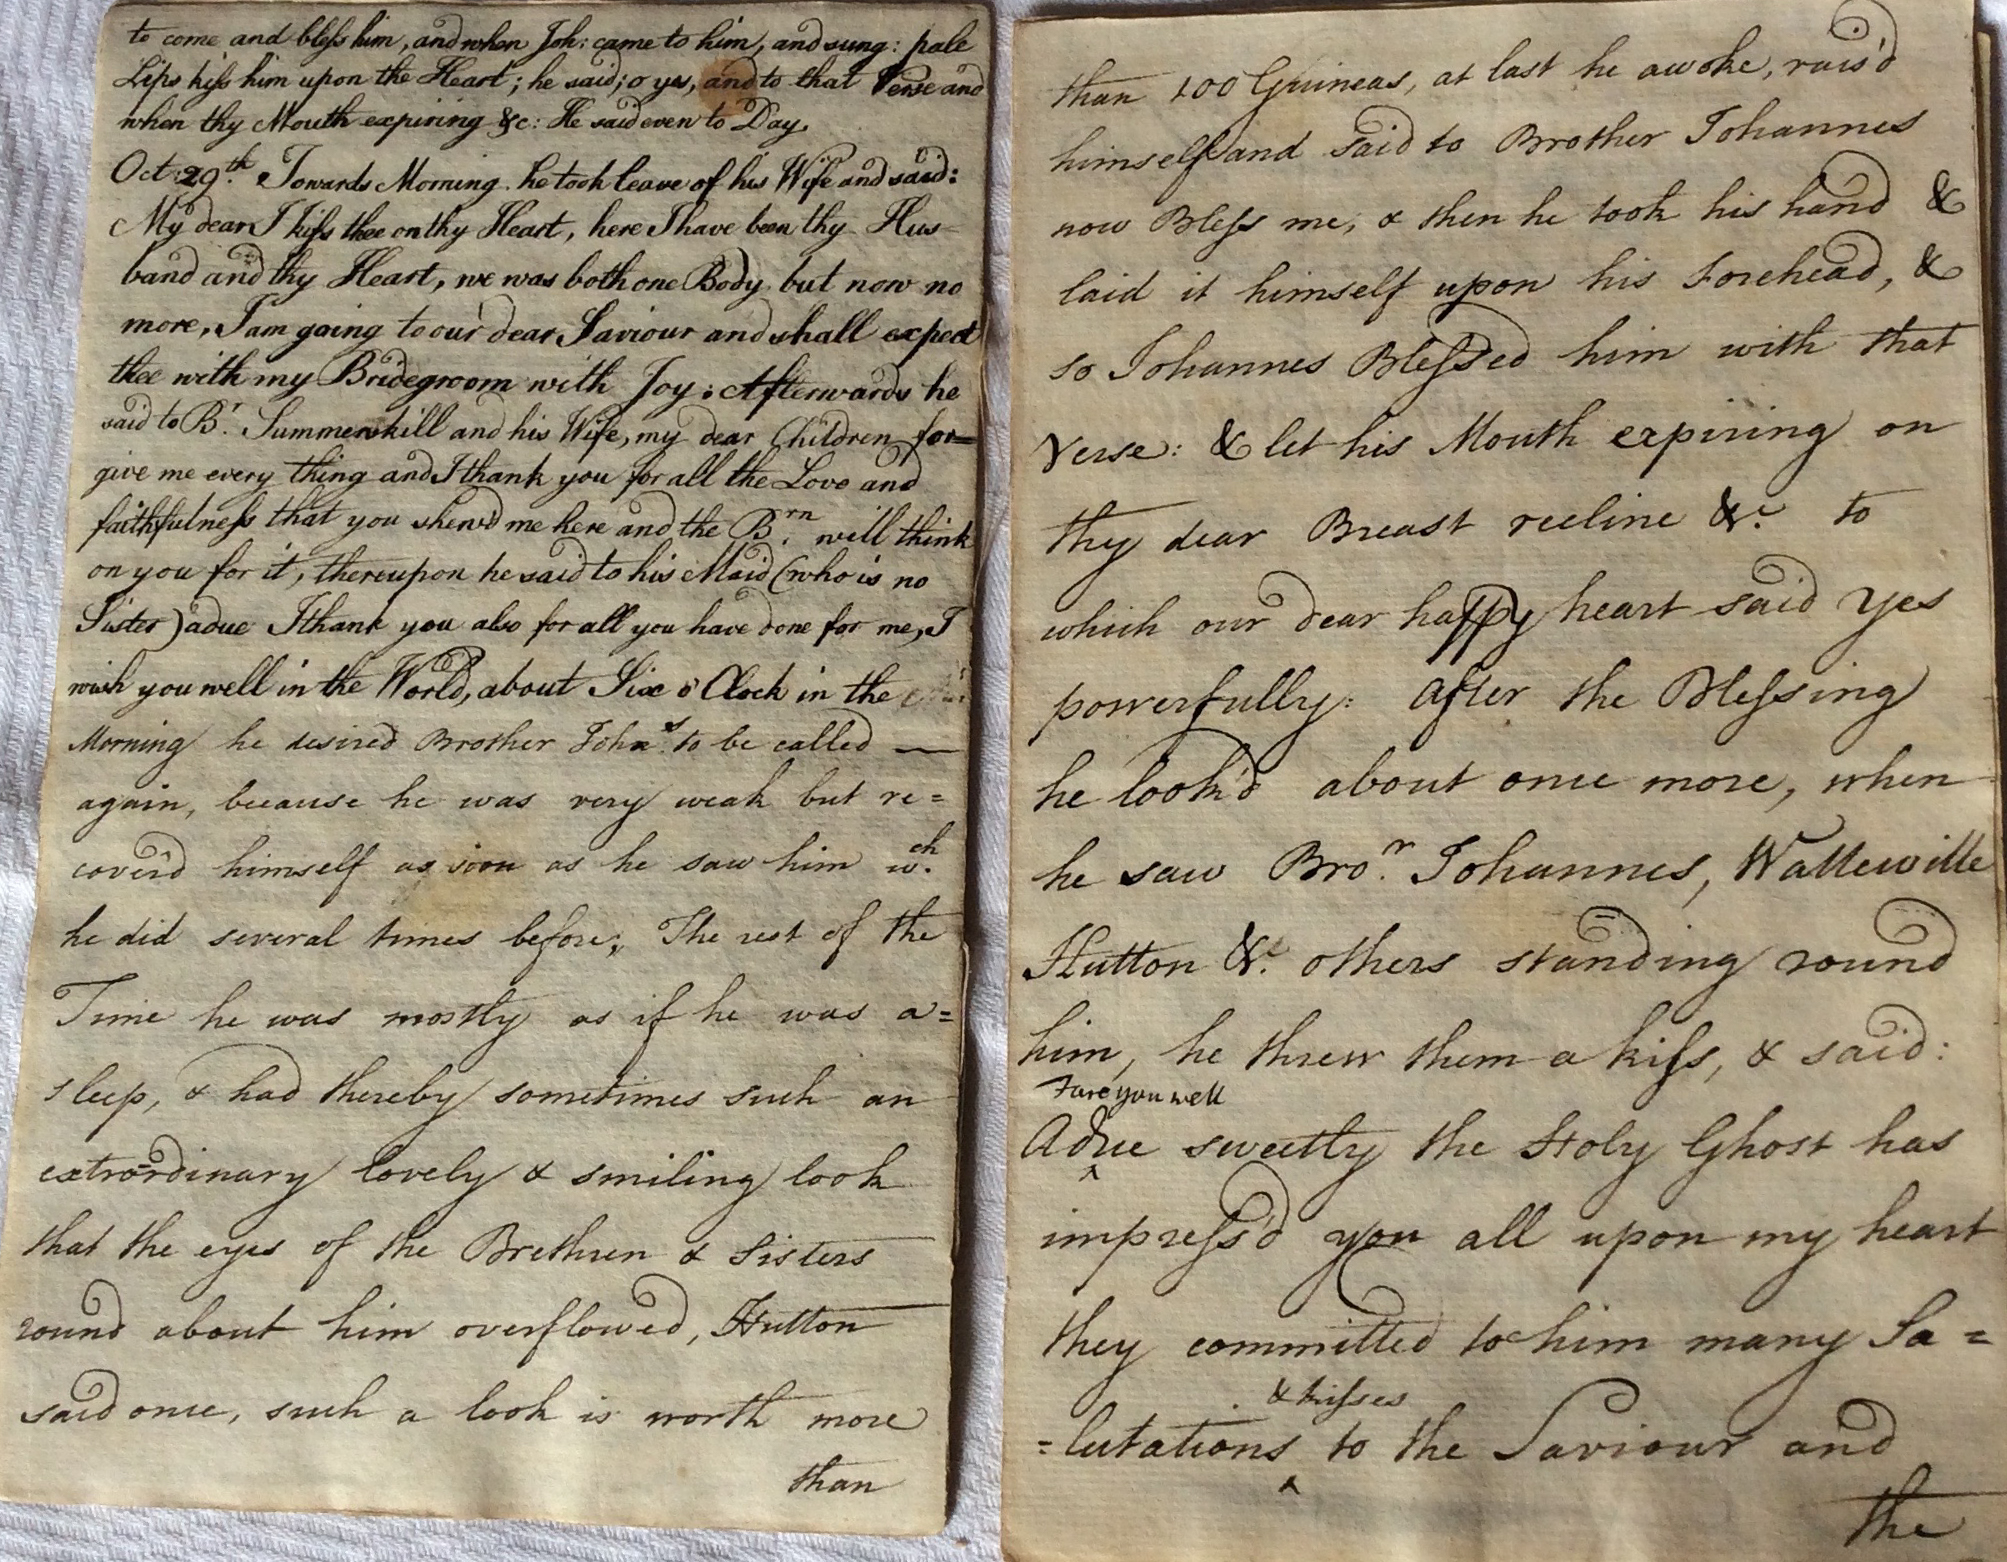 to come and bless him, and when Joh: came to him, and sung: pale
Lips kiss him upon the Heart; he said; o yes, and to that Verse and
when thy Mouth expiring &c: He said even to Day.
Oct: 29.th Towards Morning he took leave of his Wife and said:
My dear I kiss thee on thy Heart, here I have been thy Hus-
band and thy Heart, we was both one Body but now no
more, I am going to our dear Saviour and shall expect
thee with my Bridegroom with Joy: Afterwards he
said to Br. Summerskill and his Wife, my dear Children for=
give me every thing and I thank you for all the Love and
faithfulness that you shew'd me here and the Brn. will think
on you for it, thereupon he said to his Maid (who is no
Sister) adue I thank you also for all you have done for me, I
wish you well in the World, about Six o'Clock in the
Morning he desired Brother Johns. to be called —
again, because he was very weak but re=
cover'd himself as soon as he saw him wch.
he did several times before; The rest of the
Time he was mostly as if he was a=
sleep, & had thereby sometimes such an
extrordinary lovely & smiling look
that the eyes of the Brethren & Sisters
round about him overflowed, Hutton
said once, such a look is worth more
than
than 100 Guineas, at last he awoke, rais'd
himself and said to Brother Johannes
now Bless me, & then he took his hand &
laid it himself upon his Forehead, &
so Johannes Blessed him with that
Verse: & let his Mouth expiring on
thy dear Breast recline &c to
which our dear happy heart said Yes
powerfully: after the Blessing
he look'd about once more, when
he saw Bror. Johannes, Watteville
Hutton &c. others standing round
him, he threw them a kiss, & said:
Fare you well
Adue sweetly the Holy Ghost has
^
impress'd you all upon my heart
they committed to him many Sa=
& kisses
=lutations to the Saviour and
^
the